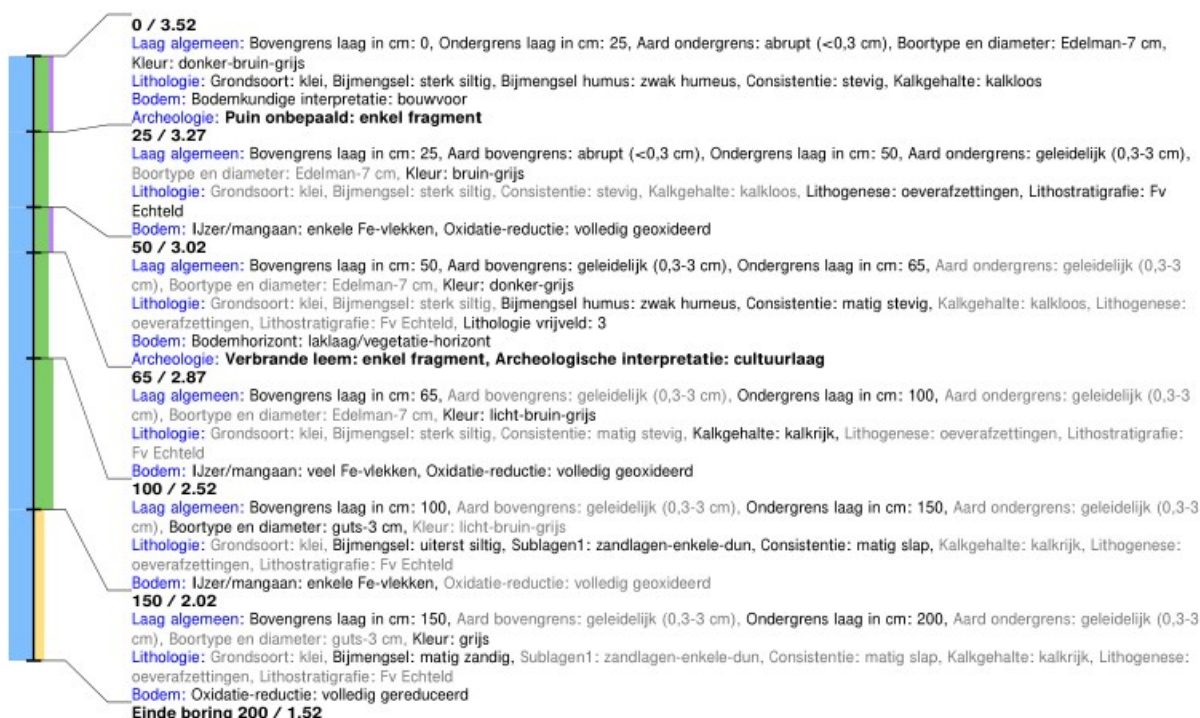 0 / 3.52
Laag algemeen: Bovengrens laag in cm: 0, Ondergrens laag in cm: 25, Aard ondergrens: abrupt (<0,3 cm), Boortype en diameter: Edelman-7 cm,
Kleur: donker-bruin-grijs
Lithologie: Grondsoort: klei, Bijmengsel: sterk siltig, Bijmengsel humus: zwak humeus, Consistentie: stevig, Kalkgehalte: kalkloos
Bodem: Bodemkundige interpretatie: bouwvoor
Archeologie: Puin onbepaald: enkel fragment
25 / 3.27
Laag algemeen: Bovengrens laag in cm: 25, Aard bovengrens: abrupt (<0,3 cm), Ondergrens laag in cm: 50, Aard ondergrens: geleidelijk (0,3-3 cm),
Boortype en diameter: Edelman-7 cm, Kleur: bruin-grijs
Lithologie: Grondsoort: klei, Bijmengsel: sterk siltig, Consistentie: stevig, Kalkgehalte: kalkloos, Lithogenese: oeverafzettingen, Lithostratigrafie: Fv
Echteld
Bodem: IJzer/mangaan: enkele Fe-vlekken, Oxidatie-reductie: volledig geoxideerd
50 / 3.02
Laag algemeen: Bovengrens laag in cm: 50, Aard bovengrens: geleidelijk (0,3-3 cm), Ondergrens laag in cm: 65, Aard ondergrens: geleidelijk (0,3-3
cm), Boortype en diameter: Edelman-7 cm, Kleur: donker-grijs
Lithologie: Grondsoort: klei, Bijmengsel: sterk siltig, Bijmengsel humus: zwak humeus, Consistentie: matig stevig, Kalkgehalte: kalkloos, Lithogenese:
oeverafzettingen, Lithostratigrafie: Fv Echteld, Lithologie vrijveld: 3
Bodem: Bodemhorizont: laklaag/vegetatie-horizont
Archeologie: Verbrande leem: enkel fragment, Archeologische interpretatie: cultuurlaag
65 / 2.87
Laag algemeen: Bovengrens laag in cm: 65, Aard bovengrens: geleidelijk (0,3-3 cm), Ondergrens laag in cm: 100, Aard ondergrens: geleidelijk (0,3-3
cm), Boortype en diameter: Edelman-7 cm, Kleur: licht-bruin-grijs
Lithologie: Grondsoort: klei, Bijmengsel: sterk siltig, Consistentie: matig stevig, Kalkgehalte: kalkrijk, Lithogenese: oeverafzettingen, Lithostratigrafie:
Fv Echteld
Bodem: IJzer/mangaan: veel Fe-vlekken, Oxidatie-reductie: volledig geoxideerd
100 / 2.52
Laag algemeen: Bovengrens laag in cm: 100, Aard bovengrens: geleidelijk (0,3-3 cm), Ondergrens laag in cm: 150, Aard ondergrens: geleidelijk (0,3-3
cm), Boortype en diameter: guts-3 cm, Kleur: licht-bruin-grijs
Lithologie: Grondsoort: klei, Bijmengsel: uiterst siltig, Sublagen1: zandlagen-enkele-dun, Consistentie: matig slap, Kalkgehalte: kalkrijk, Lithogenese:
oeverafzettingen, Lithostratigrafie: Fv Echteld
Bodem: IJzer/mangaan: enkele Fe-vlekken, Oxidatie-reductie: volledig geoxideerd
150 / 2.02
Laag algemeen: Bovengrens laag in cm: 150, Aard bovengrens: geleidelijk (0,3-3 cm), Ondergrens laag in cm: 200, Aard ondergrens: geleidelijk (0,3-3
cm), Boortype en diameter: guts-3 cm, Kleur: grijs
Lithologie: Grondsoort: klei, Bijmengsel: matig zandig, Sublagen1: zandlagen-enkele-dun, Consistentie: matig slap, Kalkgehalte: kalkrijk, Lithogenese:
oeverafzettingen, Lithostratigrafie: Fv Echteld
Bodem: Oxidatie-reductie: volledig gereduceerd
Einde boring 200 / 1.52